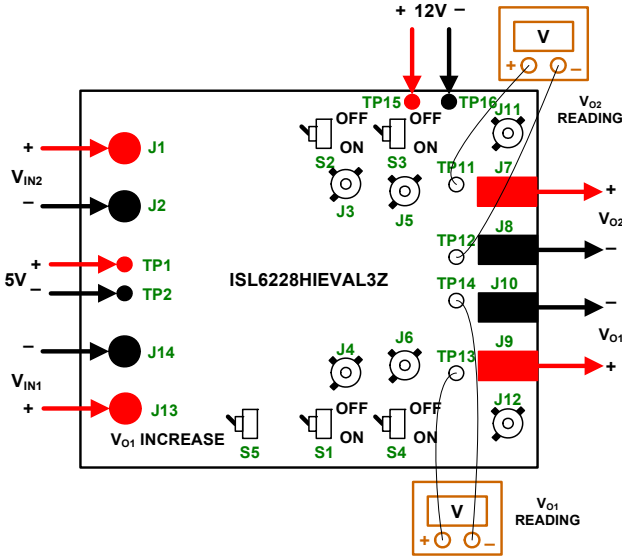 + 12V −
V
+ −
VO2
READING
TP15 TP16
OFF OFF J11
ON ON
S2 S3
+ J1 TP11 J7 +
VIN2 J3 J5 VO2
− J2 J8 −
TP12
+ TP1
5V ISL6228HIEVAL3Z TP14 J10
− TP2 −
− J14 J4 J6 J9 VO1
VIN1 TP13 +
+ J13
OFF OFF J12
VO1 INCREASE ON ON
S5 S1 S4
V
+ −
VO1
READING